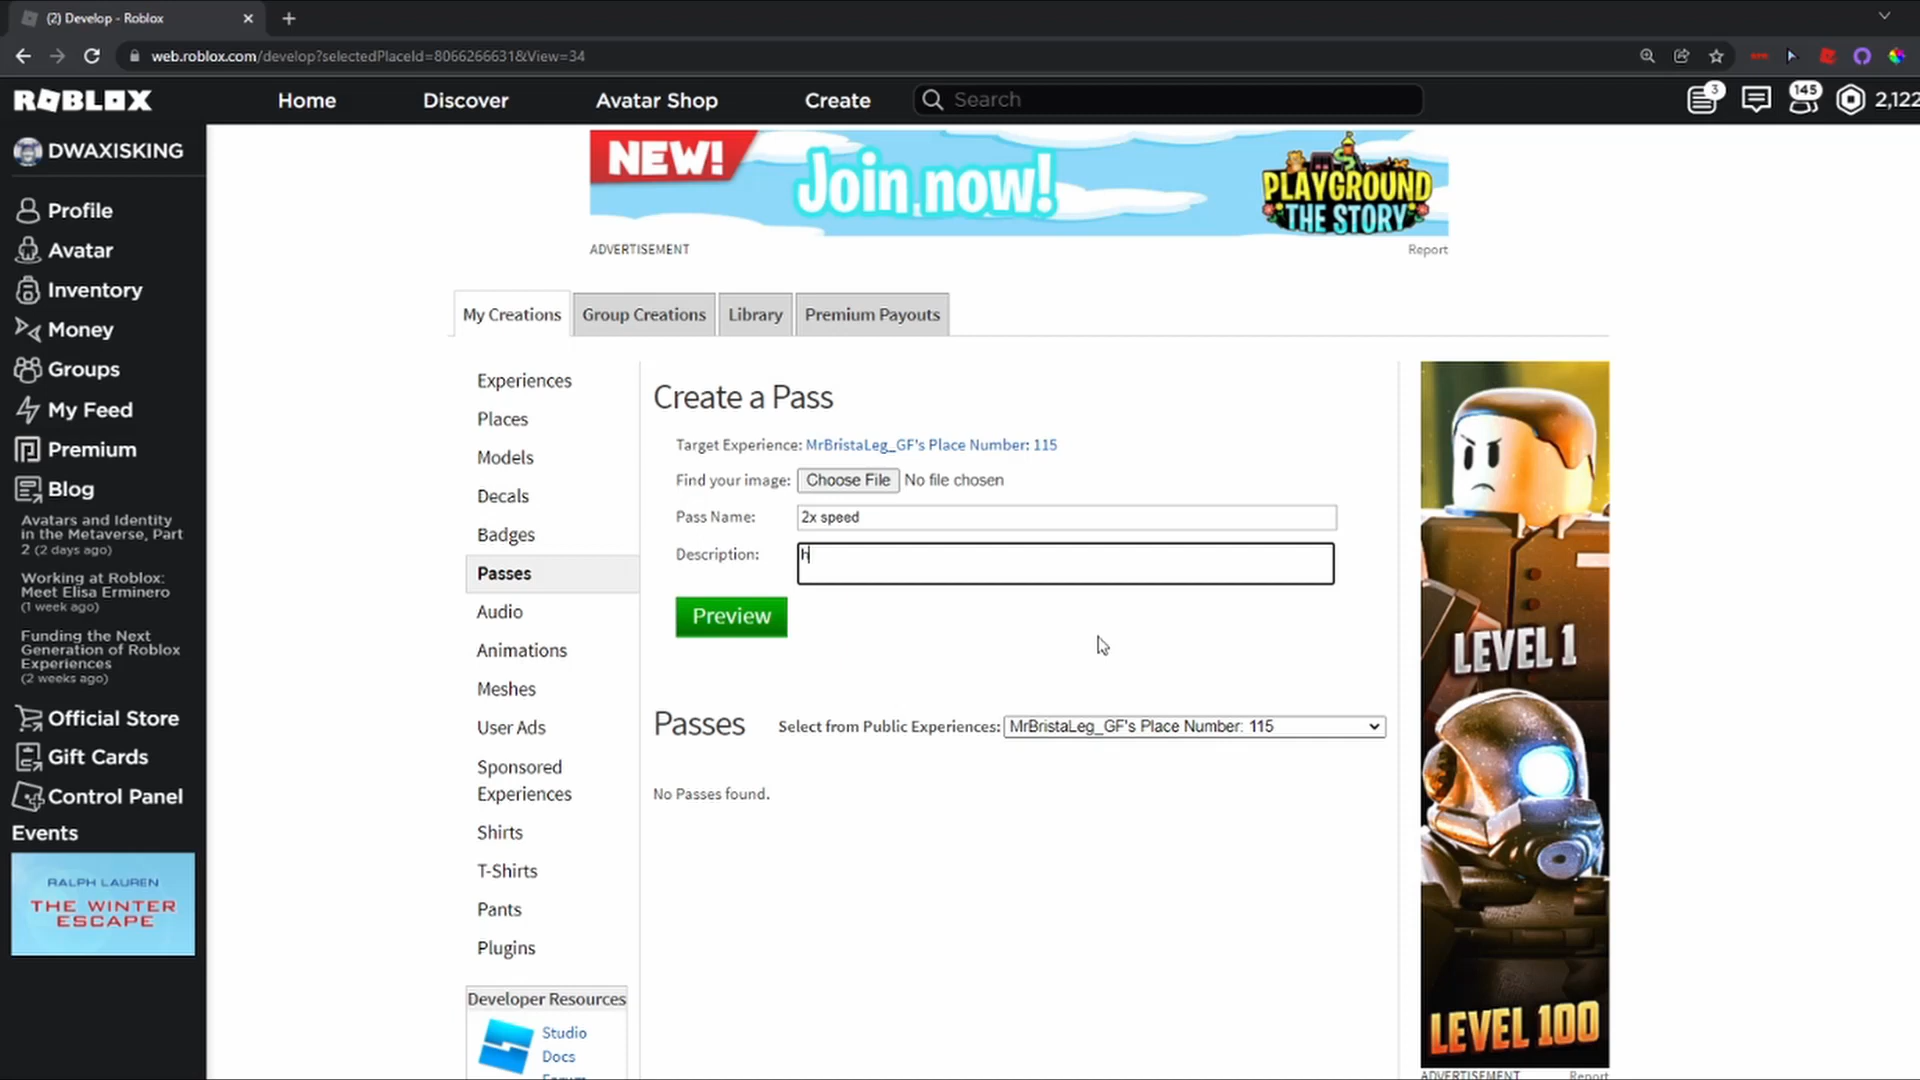 (2) Develop - Roblox
web.roblox.com/develop?selectedPlaceId=8066266631&View=34
ROBLOX
Home
Discover
Avatar Shop
Create
Search
3
145
2,122
DWAXISKING
Profile
Avatar
Inventory
Money
Groups
My Feed
Premium
Blog
Avatars and Identity
in the Metaverse, Part
2 (2 days ago)
Working at Roblox:
Meet Elisa Erminero
(1 week ago)
Funding the Next
Generation of Roblox
Experiences
(2 weeks ago)
Official Store
Gift Cards
Control Panel
Events
RALPH LAUREN
THE WINTER
ESCAPE
NEW!
Join now!
PLAYGROUND
THE STORY
ADVERTISEMENT
Report
My Creations
Group Creations
Library
Premium Payouts
Experiences
Places
Models
Decals
Badges
Passes
Audio
Animations
Meshes
User Ads
Sponsored
Experiences
Shirts
T-Shirts
Pants
Plugins
Developer Resources
Studio
Docs
Create a Pass
Target Experience: MrBristaLeg_GF's Place Number: 115
Find your image: Choose File No file chosen
Pass Name: 2x speed
Description: h
Preview
Passes
Select from Public Experiences: MrBristaLeg_GF's Place Number: 115
No Passes found.
LEVEL 1
LEVEL 100
ADVERTISEMENT
Report